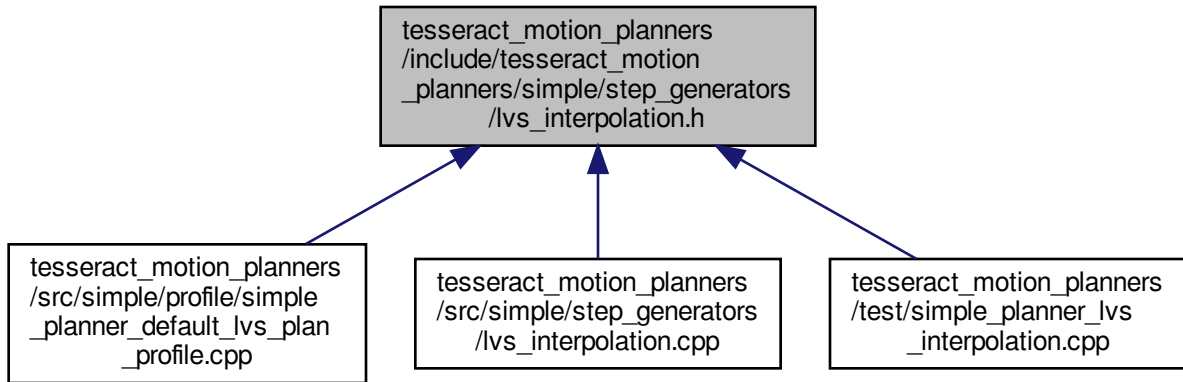 tesseract_motion_planners
/include/tesseract_motion
_planners/simple/step_generators
/lvs_interpolation.h
tesseract_motion_planners
/src/simple/profile/simple
_planner_default_lvs_plan
_profile.cpp
tesseract_motion_planners
/src/simple/step_generators
/lvs_interpolation.cpp
tesseract_motion_planners
/test/simple_planner_lvs
_interpolation.cpp